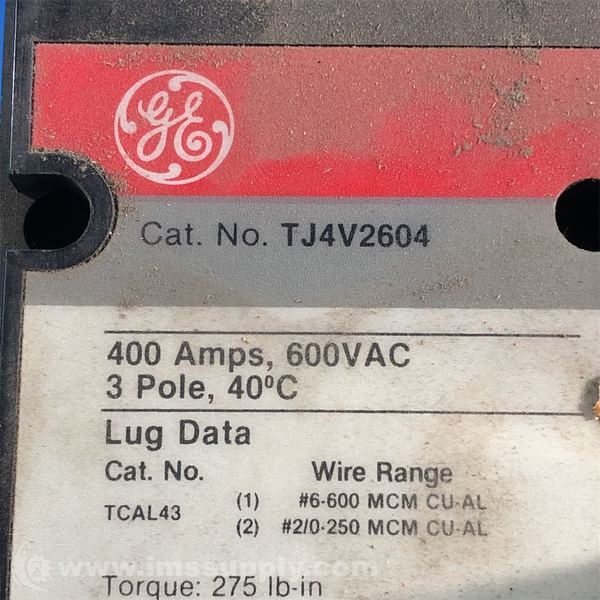 GE
Cat. No. TJ4V2604
400 Amps, 600VAC
3 Pole, 40ºC
Lug Data
Cat. No. Wire Range
TCAL43 (1) #6-600 MCM CU-AL
(2) #2/0-250 MCM CU-AL
www.imssupply.com
Torque: 275 lb-in